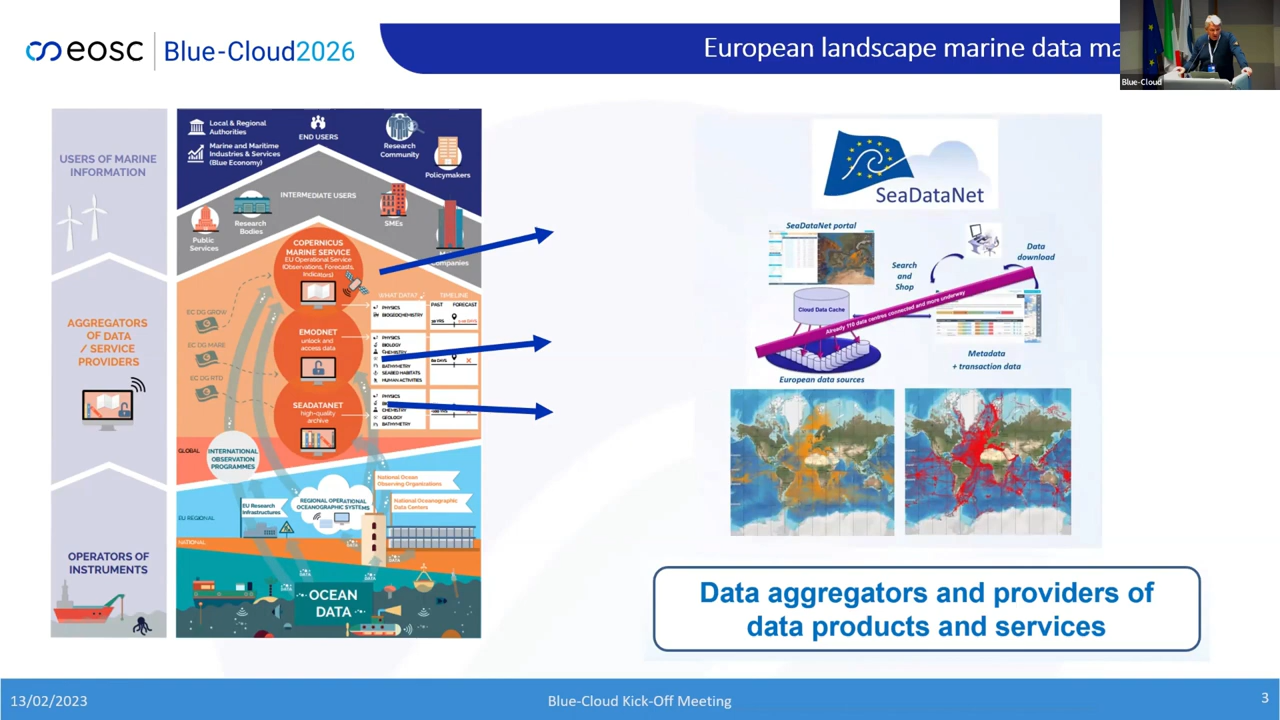 eosc
Blue-Cloud2026
European landscape marine data ma
Blue-Cloud
USERS OF MARINE
INFORMATION
AGGREGATORS
OF DATA
/ SERVICE
PROVIDERS
OPERATORS OF
INSTRUMENTS
Local & Regional
Authorities
Marine and Maritime
Industries & Services
(Blue Economy)
END USERS
Research
Community
Policymakers
INTERMEDIATE USERS
Public
Services
Research
Bodies
SMEs
companies
COPERNICUS
MARINE SERVICE
EU Operational Service
(Observations, Forecasts,
Indicators)
EMODNET
unlock and
access data
SEADATANET
high-quality
archive
EC DG GROW
EC DG MARE
EC DG RTD
WHAT DATA?
TIMELINE
PAST
FORECAST
PHYSICS
BIOGEOCHEMISTRY
PHYSICS
BIOLOGY
CHEMISTRY
BATHYMETRY
SEABED HABITATS
HUMAN ACTIVITIES
PHYSICS
CHEMISTRY
GEOLOGY
BATHYMETRY
GLOBAL
INTERNATIONAL
OBSERVATION
PROGRAMMES
EU REGIONAL
EU Research
Infrastructures
REGIONAL OPERATIONAL
OCEANOGRAPHIC SYSTEMS
National Ocean
Observing Organizations
National Oceanographic
Data Centers
NATIONAL
DATA
DATA
DATA
DATA
DATA
OCEAN
DATA
SeaDataNet
SeaDataNet portal
Search
and
Shop
Data
download
Cloud Data Cache
Already 110 data centres connected and more underway
Metadata
+ transaction data
European data sources
Data aggregators and providers of
data products and services
13/02/2023
Blue-Cloud Kick-Off Meeting
3